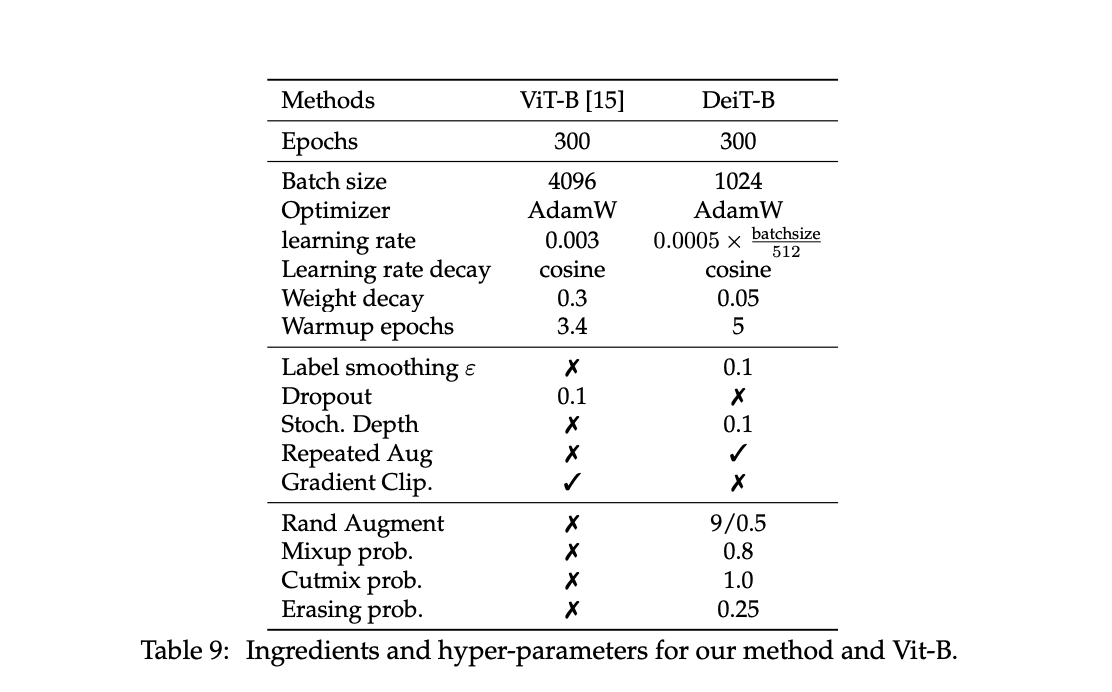 Methods ViT-B [15] DeiT-B
Epochs 300 300
Batch size 4096 1024
Optimizer AdamW AdamW
learning rate 0.003 0.0005 × batchsize/512
Learning rate decay cosine cosine
Weight decay 0.3 0.05
Warmup epochs 3.4 5
Label smoothing ε ✗ 0.1
Dropout 0.1 ✗
Stoch. Depth ✗ 0.1
Repeated Aug ✗ ✓
Gradient Clip. ✓ ✗
Rand Augment ✗ 9/0.5
Mixup prob. ✗ 0.8
Cutmix prob. ✗ 1.0
Erasing prob. ✗ 0.25
Table 9: Ingredients and hyper-parameters for our method and Vit-B.